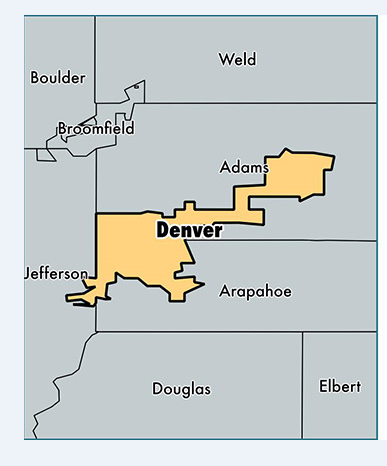 Weld
Boulder
Broomfield
Adams
Denver
Jefferson
Arapahoe
Douglas
Elbert